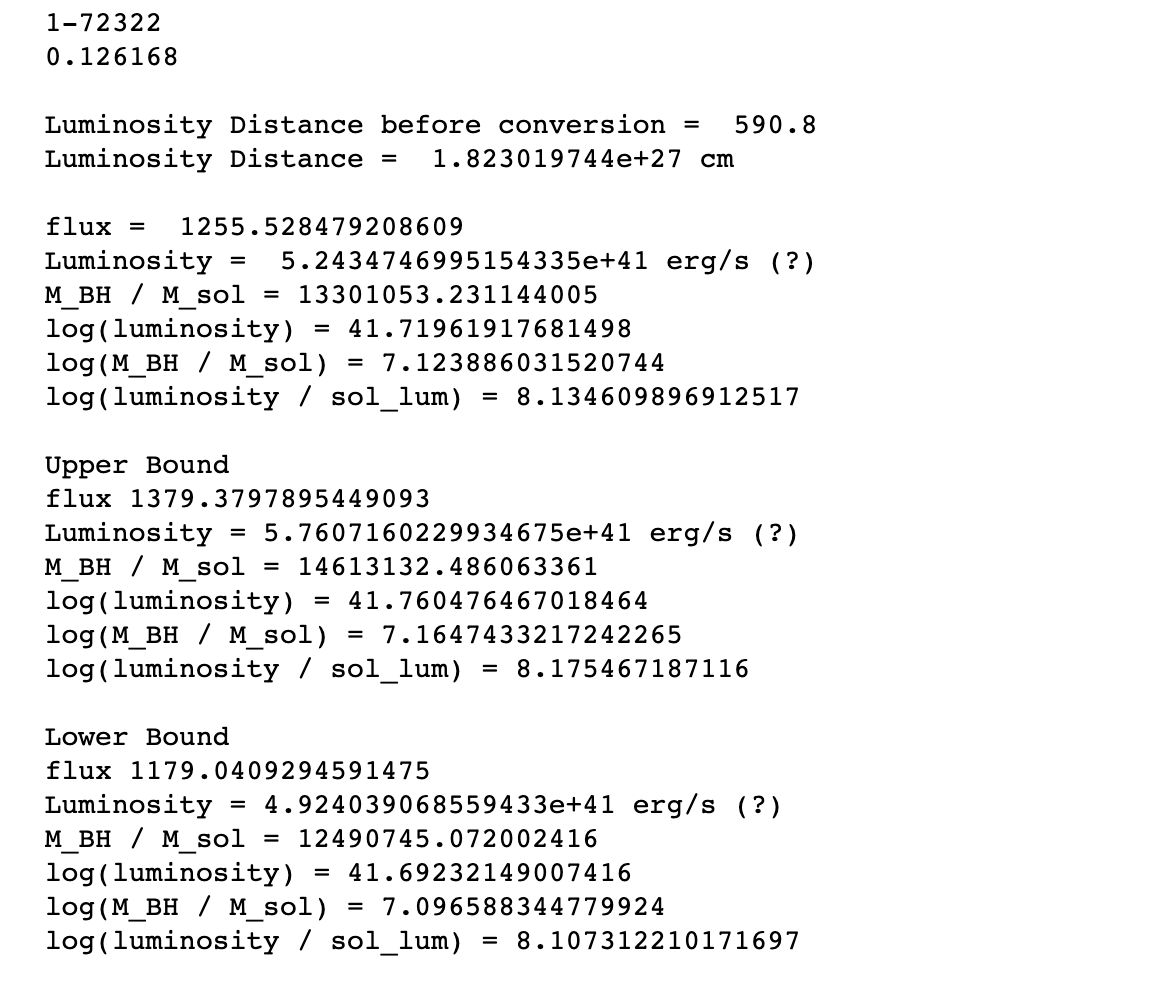 1-72322
0.126168
Luminosity Distance before conversion =  590.8
Luminosity Distance =  1.823019744e+27 cm
flux =  1255.528479208609
Luminosity =  5.2434746995154335e+41 erg/s (?)
M_BH / M_sol = 13301053.231144005
log(luminosity) = 41.71961917681498
log(M_BH / M_sol) = 7.123886031520744
log(luminosity / sol_lum) = 8.134609896912517
Upper Bound
flux 1379.3797895449093
Luminosity = 5.7607160229934675e+41 erg/s (?)
M_BH / M_sol = 14613132.486063361
log(luminosity) = 41.760476467018464
log(M_BH / M_sol) = 7.1647433217242265
log(luminosity / sol_lum) = 8.175467187116
Lower Bound
flux 1179.0409294591475
Luminosity = 4.924039068559433e+41 erg/s (?)
M_BH / M_sol = 12490745.072002416
log(luminosity) = 41.69232149007416
log(M_BH / M_sol) = 7.096588344779924
log(luminosity / sol_lum) = 8.107312210171697